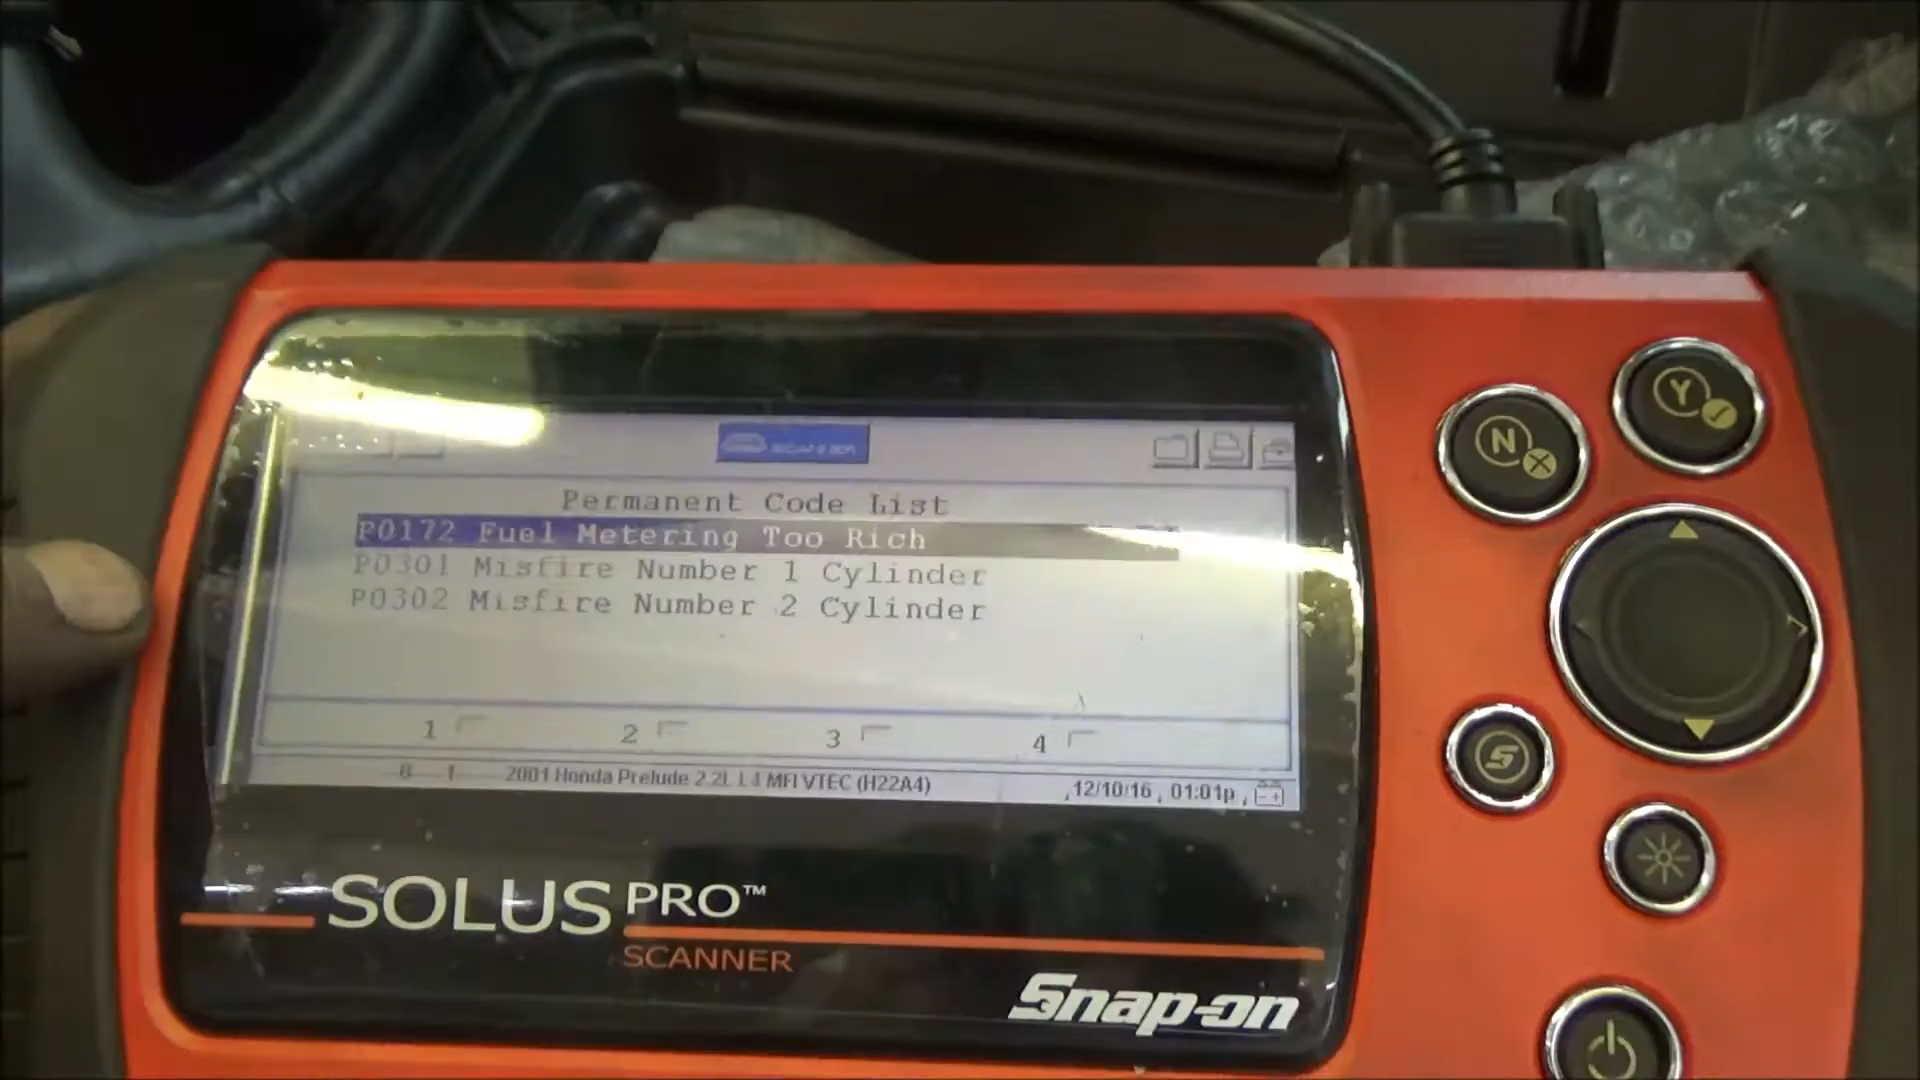 Permanent Code List
P0172 Fuel Metering Too Rich
P0301 Misfire Number 1 Cylinder
P0302 Misfire Number 2 Cylinder
1 2 3 4
2001 Honda Prelude 2.2L L4 MFI VTEC (H22A4) 12/10/16 , 01:01p
N
Y
SOLUS PRO™
SCANNER
Snap-on